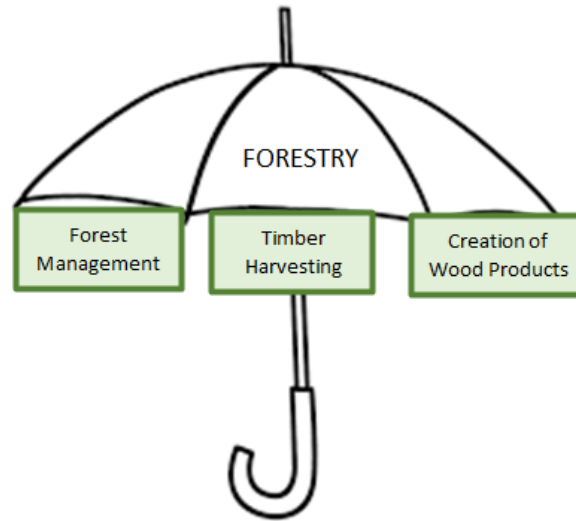 FORESTRY
Forest
Management
Timber
Harvesting
Creation of
Wood Products